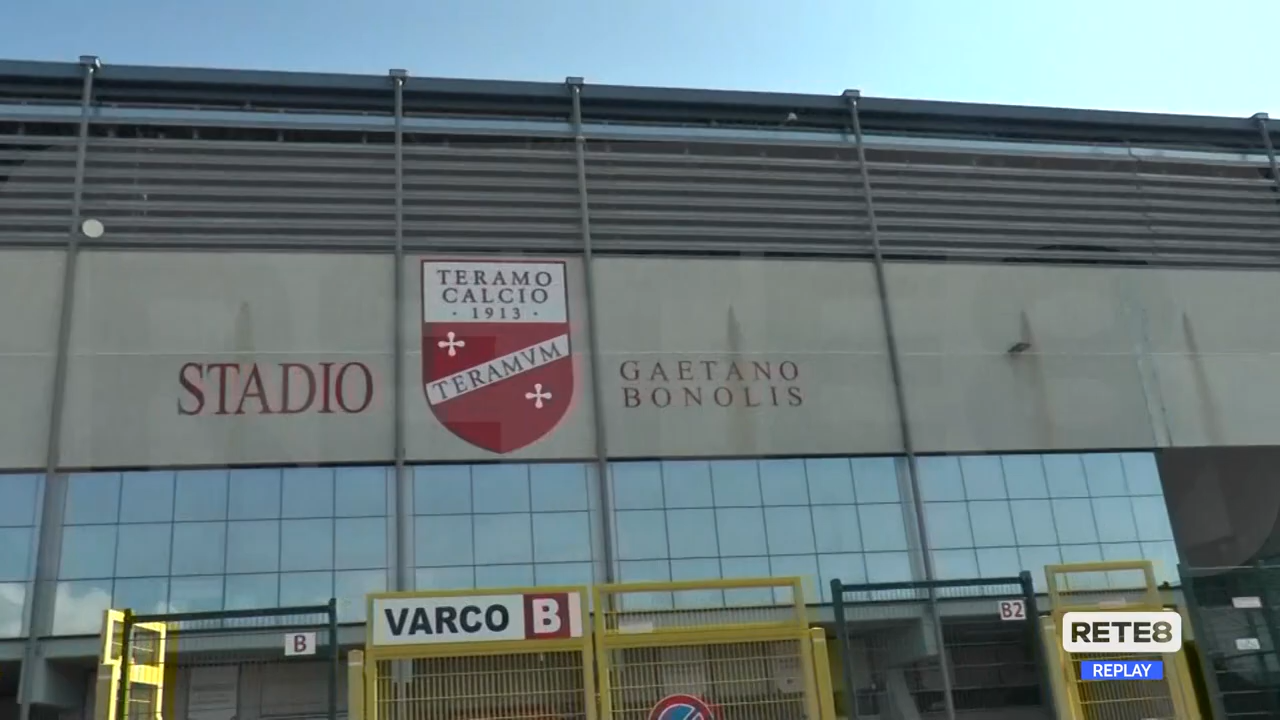 TERAMO
CALCIO
· 1913 ·
TERAMVM
STADIO
GAETANO
BONOLIS
VARCO B
B
B2
RETE8
REPLAY